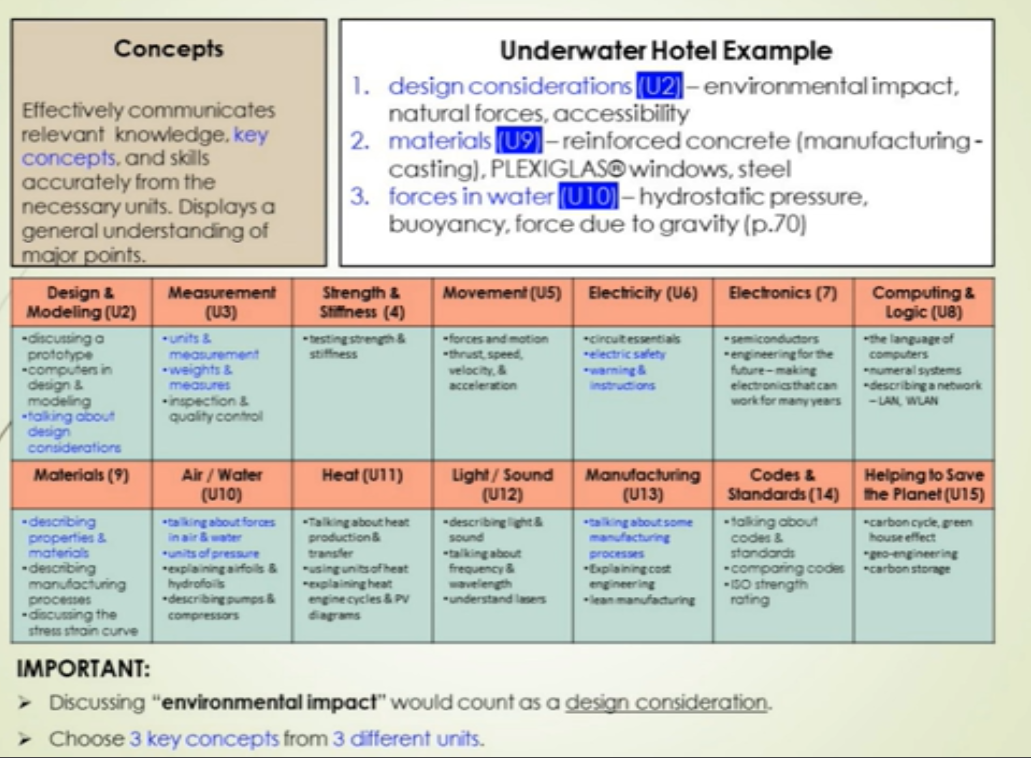 Concepts
Effectively communicates
relevant knowledge, key
concepts, and skills
accurately from the
necessary units. Displays a
general understanding of
major points.
Underwater Hotel Example
1. design considerations (U2) – environmental impact,
natural forces, accessibility
2. materials (U9) – reinforced concrete (manufacturing -
casting), PLEXIGLAS® windows, steel
3. forces in water (U10) – hydrostatic pressure,
buoyancy, force due to gravity (p.70)
Design &
Modeling (U2)
•discussing a
prototype
•computers in
design &
modeling
•talking about
design
considerations
Measurement
(U3)
•units &
measurement
•weights &
measures
•inspection &
quality control
Strength &
Stiffness (4)
•testing strength &
stiffness
Movement (U5)
•forces and motion
•thrust, speed,
velocity, &
acceleration
Electricity (U6)
•circuit essentials
•electric safety
•warning &
instructions
Electronics (7)
•semiconductors
•engineering for the
future – making
electronics that can
work for many years
Computing &
Logic (U8)
•the language of
computers
•numeral systems
•describing a network
– LAN, WLAN
Materials (9)
•describing
properties &
materials
•describing
manufacturing
processes
•discussing the
stress strain curve
Air / Water
(U10)
•talking about forces
in air & water
•units of pressure
•explaining airfoils &
hydrofoils
•describing pumps &
compressors
Heat (U11)
•Talking about heat
production &
transfer
•using units of heat
•explaining heat
engine cycles & PV
diagrams
Light / Sound
(U12)
•describing light &
sound
•talking about
frequency &
wavelength
•understand lasers
Manufacturing
(U13)
•talking about some
manufacturing
processes
•Explaining cost
engineering
•lean manufacturing
Codes &
Standards (14)
•talking about
codes &
standards
•comparing codes
•ISO strength
rating
Helping to Save
the Planet (U15)
•carbon cycle, green
house effect
•geo-engineering
•carbon storage
IMPORTANT:
➢ Discussing “environmental impact” would count as a design consideration.
➢ Choose 3 key concepts from 3 different units.